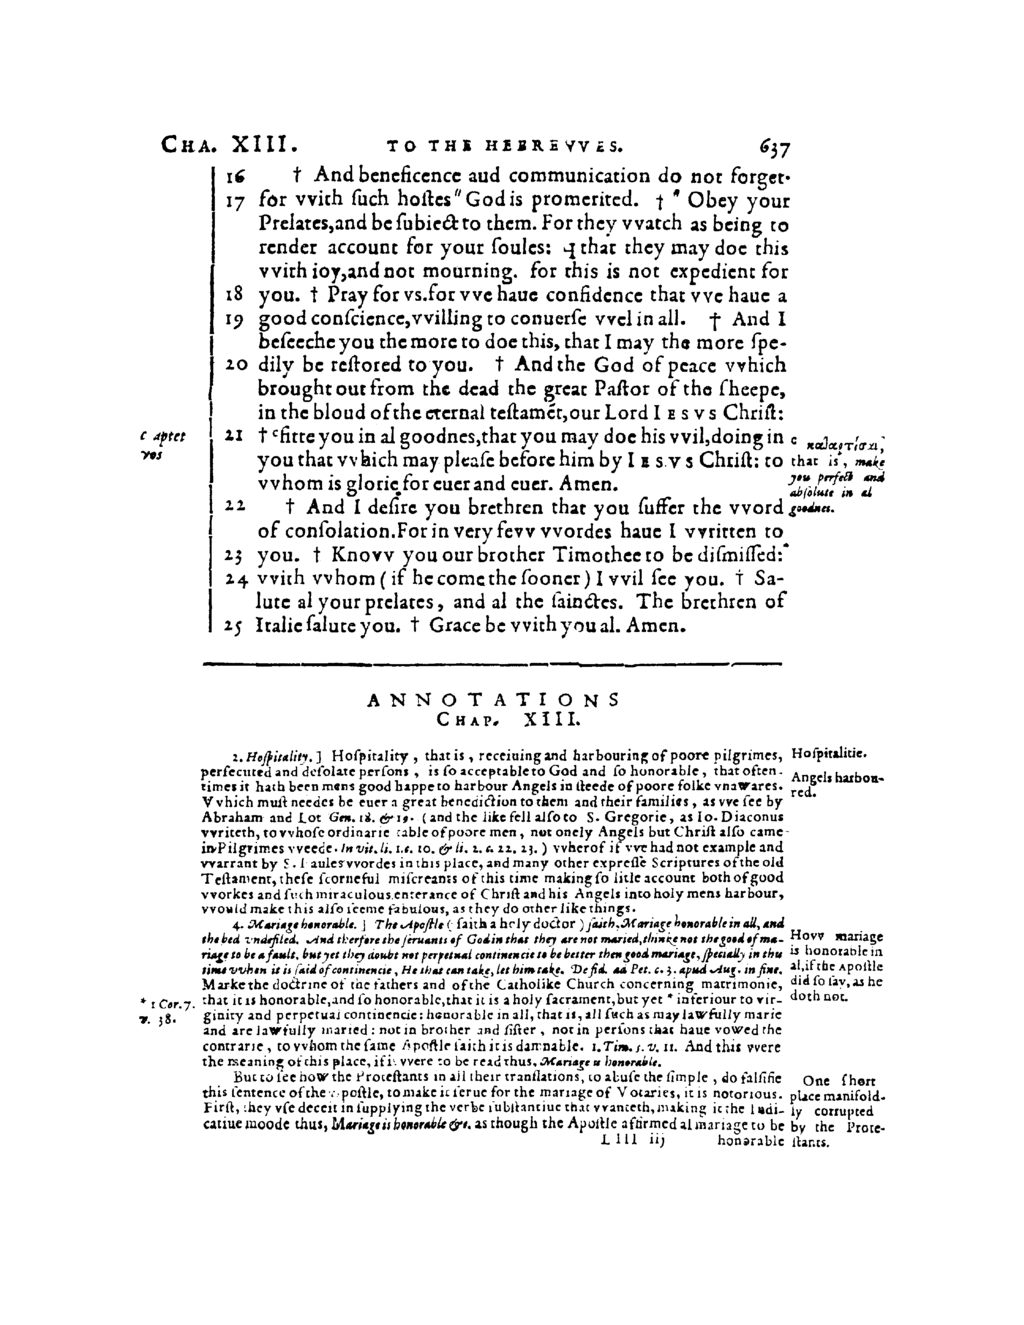 CHA. XIII. TO THE HEBREVVES. 637
16 † And beneficence aud communication do not forget·
17 for vvith ſuch hoſtes " God is promerited. † * Obey your
Prelates, and be ſubiect to them. For they vvatch as being to
render account for your ſoules: that they may doe this
vvith ioy, and not mourning. for this is not expedient for
18 you. † Pray for vs. for vve haue confidence that vve haue a
19 good conſcience, vvilling to conuerſe vvel in all. † And I
beſeeche you the more to doe this, that I may the more ſpe-
20 dily be reſtored to you. † And the God of peace vvhich
brought out from the dead the great Paſtor of the ſheepe,
in the bloud of the eternal teſtamēt, our Lord IESVS Chriſt:
21 † ᶜ fitte you in al goodnes, that you may doe his vvil, doing in
you that vvhich may pleaſe before him by IESVS Chriſt: to
vvhom is glorie for euer and euer. Amen.
22 † And I deſire you brethren that you ſuffer the vvord
of conſolation. For in very fevv vvordes haue I vvritten to
23 you. † Knovv you our brother Timothee to be diſmiſſed:
24 vvith vvhom ( if he come the ſooner ) I vvil ſee you. † Sa-
lute al your prelates, and al the ſainctes. The brethren of
25 Italie ſalute you. † Grace be vvith you al. Amen.
c aptet
vos
c καταρτίσαι,
that is, make
you perfect and
abſolute in al
goodnes.
ANNOTATIONS
CHAP. XIII.
2. Hoſpitality. ] Hoſpitality, that is, receiuing and harbouring of poore pilgrimes,
perſecuted and deſolate perſons, is ſo acceptable to God and ſo honorable, that often-
times it hath been mens good happe to harbour Angels in ſteede of poore folke vnawares.
Vvhich muſt needes be euer a great benediction to them and their families, as vve ſee by
Abraham and Lot Gen. 18. & 19. ( and the like fell alſo to S. Gregorie, as Io. Diaconus
vvriteth, to vvhoſe ordinarie table of poore men, not onely Angels but Chriſt alſo came
in Pilgrimes vveede. In vit. li. 1. c. 10. & li. 2. c. 22. 23. ) vvherof if vve had not example and
vvarrant by S. Paules vvordes in this place, and many other expreſſe Scriptures of the old
Teſtament, theſe ſcorneful miſcreants of this time making ſo litle account both of good
vvorkes and ſuch miraculous enterance of Chriſt and his Angels into holy mens harbour,
vvould make this alſo ſeeme fabulous, as they do other like things.
4. Mariage honorable. ] The Apoſtle ( ſaith a holy doctor ) ſaith, Mariage honorable in all, and
the bed vndefiled. And therfore the ſeruants of God in that they are not maried, thinke not the good of ma-
riage to be a fault, but yet they doubt not perpetual continencie to be better then good mariage, ſpecially in this
time vvhen it is ſaid of continencie, He that can take, let him take. De fid. ad Pet. c. 3. apud Aug. in fine.
Marke the doctrine of the fathers and of the Catholike Church concerning matrimonie,
that it is honorable, and ſo honorable, that it is a holy ſacrament, but yet * inferiour to vir-
ginity and perpetual continencie: honorable in all, that is, all ſuch as may lawfully marie
and are lawfully maried: not in brother and ſiſter, not in perſons that haue vowed the
contrarie, to vvhom the ſame Apoſtle ſaith it is damnable. 1. Tim. 5. v. 11. And this vvere
the meaning of this place, if it vvere to be read thus, Mariage is honorable.
But to ſee how the Proteſtants in all their tranſlations, to abuſe the ſimple, do falſifie
this ſentence of the Apoſtle, to make it ſerue for the mariage of Votaries, it is notorious.
Firſt, they vſe deceit in ſupplying the verbe ſubſtantiue that vvanteth, making it the Indi-
catiue moode thus, Mariage is honorable &c. as though the Apoſtle affirmed al mariage to be
Llll iij honorable
Hoſpitalitie.
Angels harbou-
red.
Hovv mariage
is honorable in
al, if the Apoſtle
did ſo ſay, as he
doth not.
* 1 Cor. 7.
v. 38.
One ſhort
place manifold-
ly corrupted
by the Prote-
ſtants.